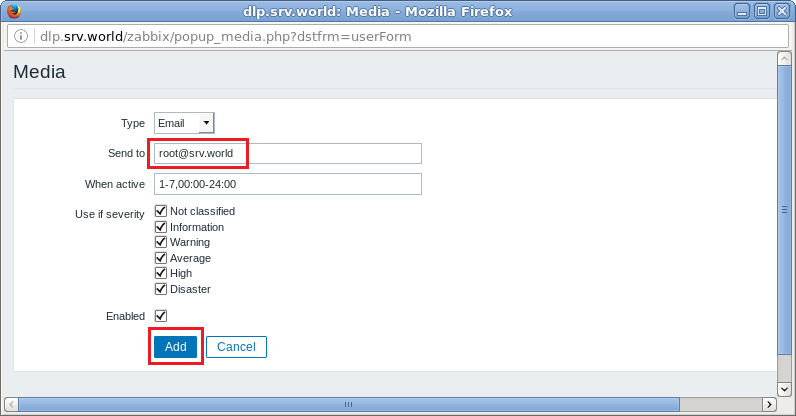 dlp.srv.world: Media - Mozilla Firefox
dlp.srv.world/zabbix/popup_media.php?dstfrm=userForm
Media
Type Email
Send to root@srv.world
When active 1-7,00:00-24:00
Use if severity Not classified
Information
Warning
Average
High
Disaster
Enabled
Add Cancel